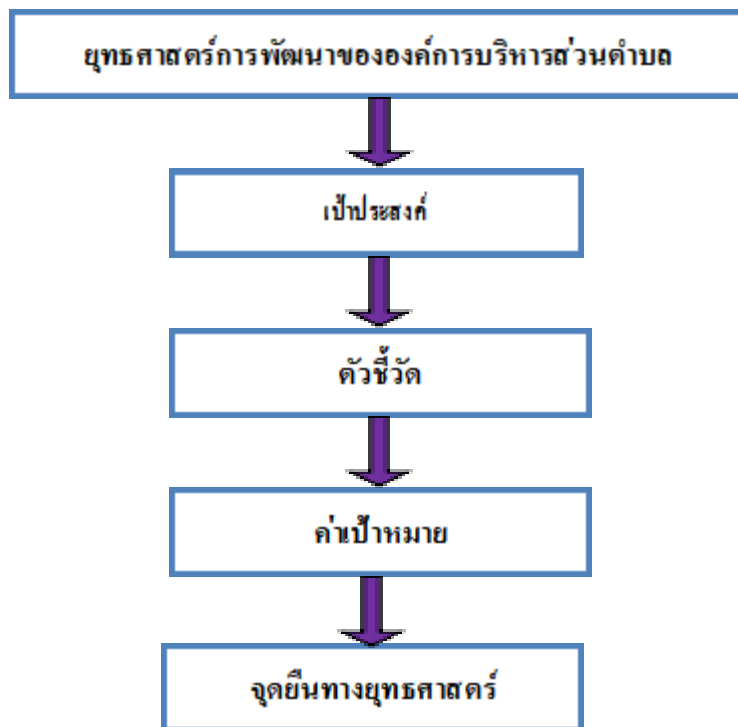 ยุทธศาสตร์การพัฒนาขององค์การบริหารส่วนตำบล
เป้าประสงค์
ตัวชี้วัด
ค่าเป้าหมาย
จุดยืนทางยุทธศาสตร์